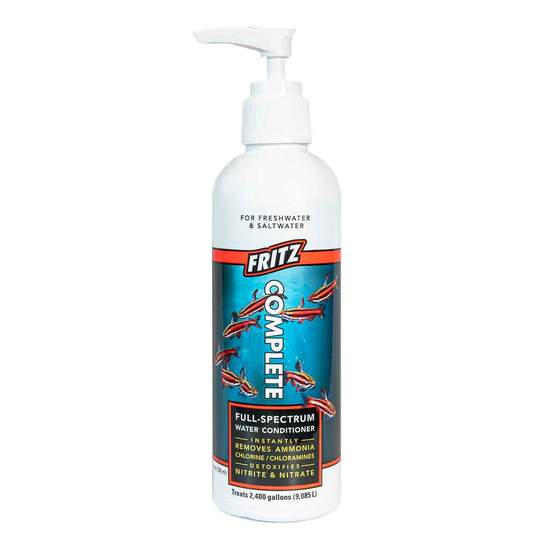 FOR FRESHWATER
& SALTWATER
FRITZ
COMPLETE
FULL-SPECTRUM
WATER CONDITIONER
INSTANTLY
REMOVES AMMONIA
CHLORINE/CHLORAMINES
DETOXIFIES
NITRITE & NITRATE
Treats 2,400 gallons (9,085 L)